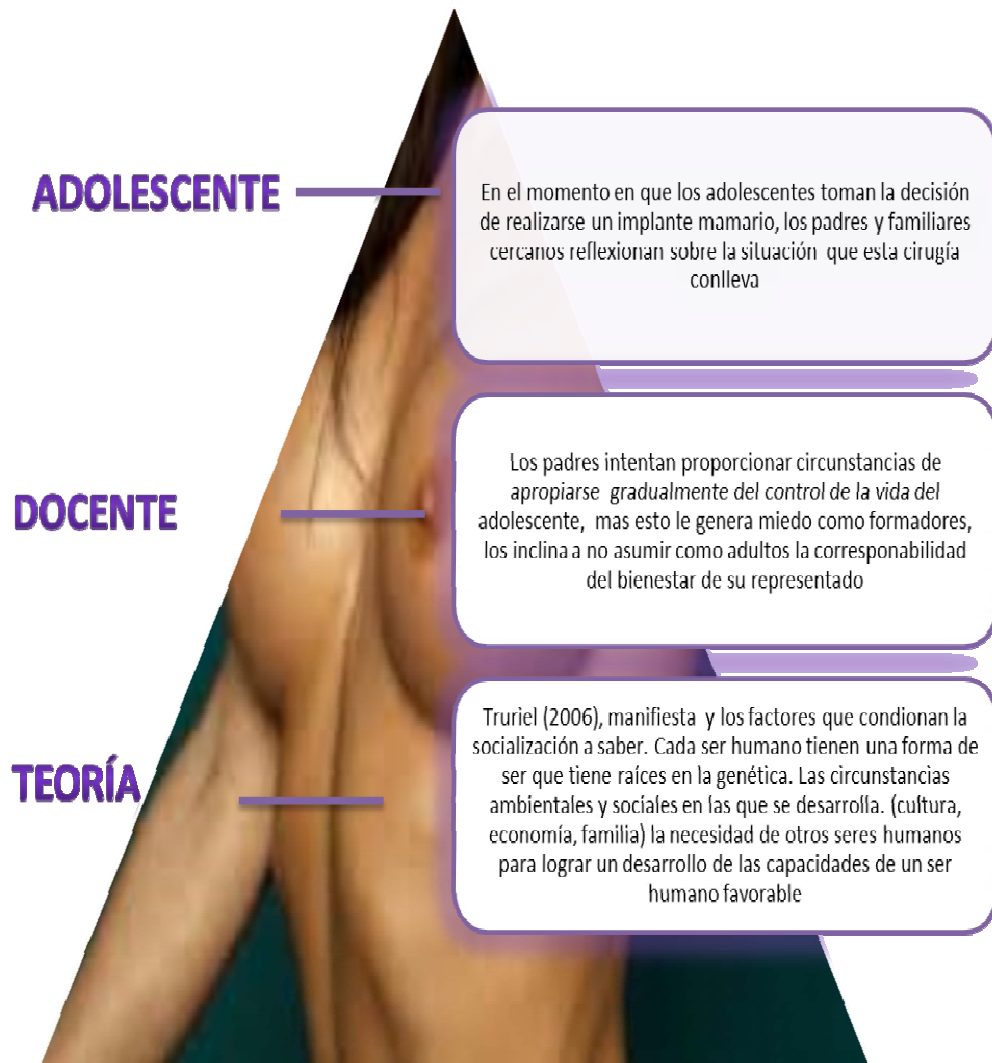 ADOLESCENTE
En el momento en que los adolescentes toman la decisión
de realizarse un implante mamario, los padres y familiares
cercanos reflexionan sobre la situación que esta cirugía
conlleva
DOCENTE
Los padres intentan proporcionar circunstancias de
apropiarse gradualmente del control de la vida del
adolescente, mas esto le genera miedo como formadores,
los inclina a no asumir como adultos la corresponabilidad
del bienestar de su representado
TEORÍA
Truriel (2006), manifiesta y los factores que condionan la
socialización a saber. Cada ser humano tienen una forma de
ser que tiene raíces en la genética. Las circunstancias
ambientales y sociales en las que se desarrolla. (cultura,
economía, familia) la necesidad de otros seres humanos
para lograr un desarrollo de las capacidades de un ser
humano favorable